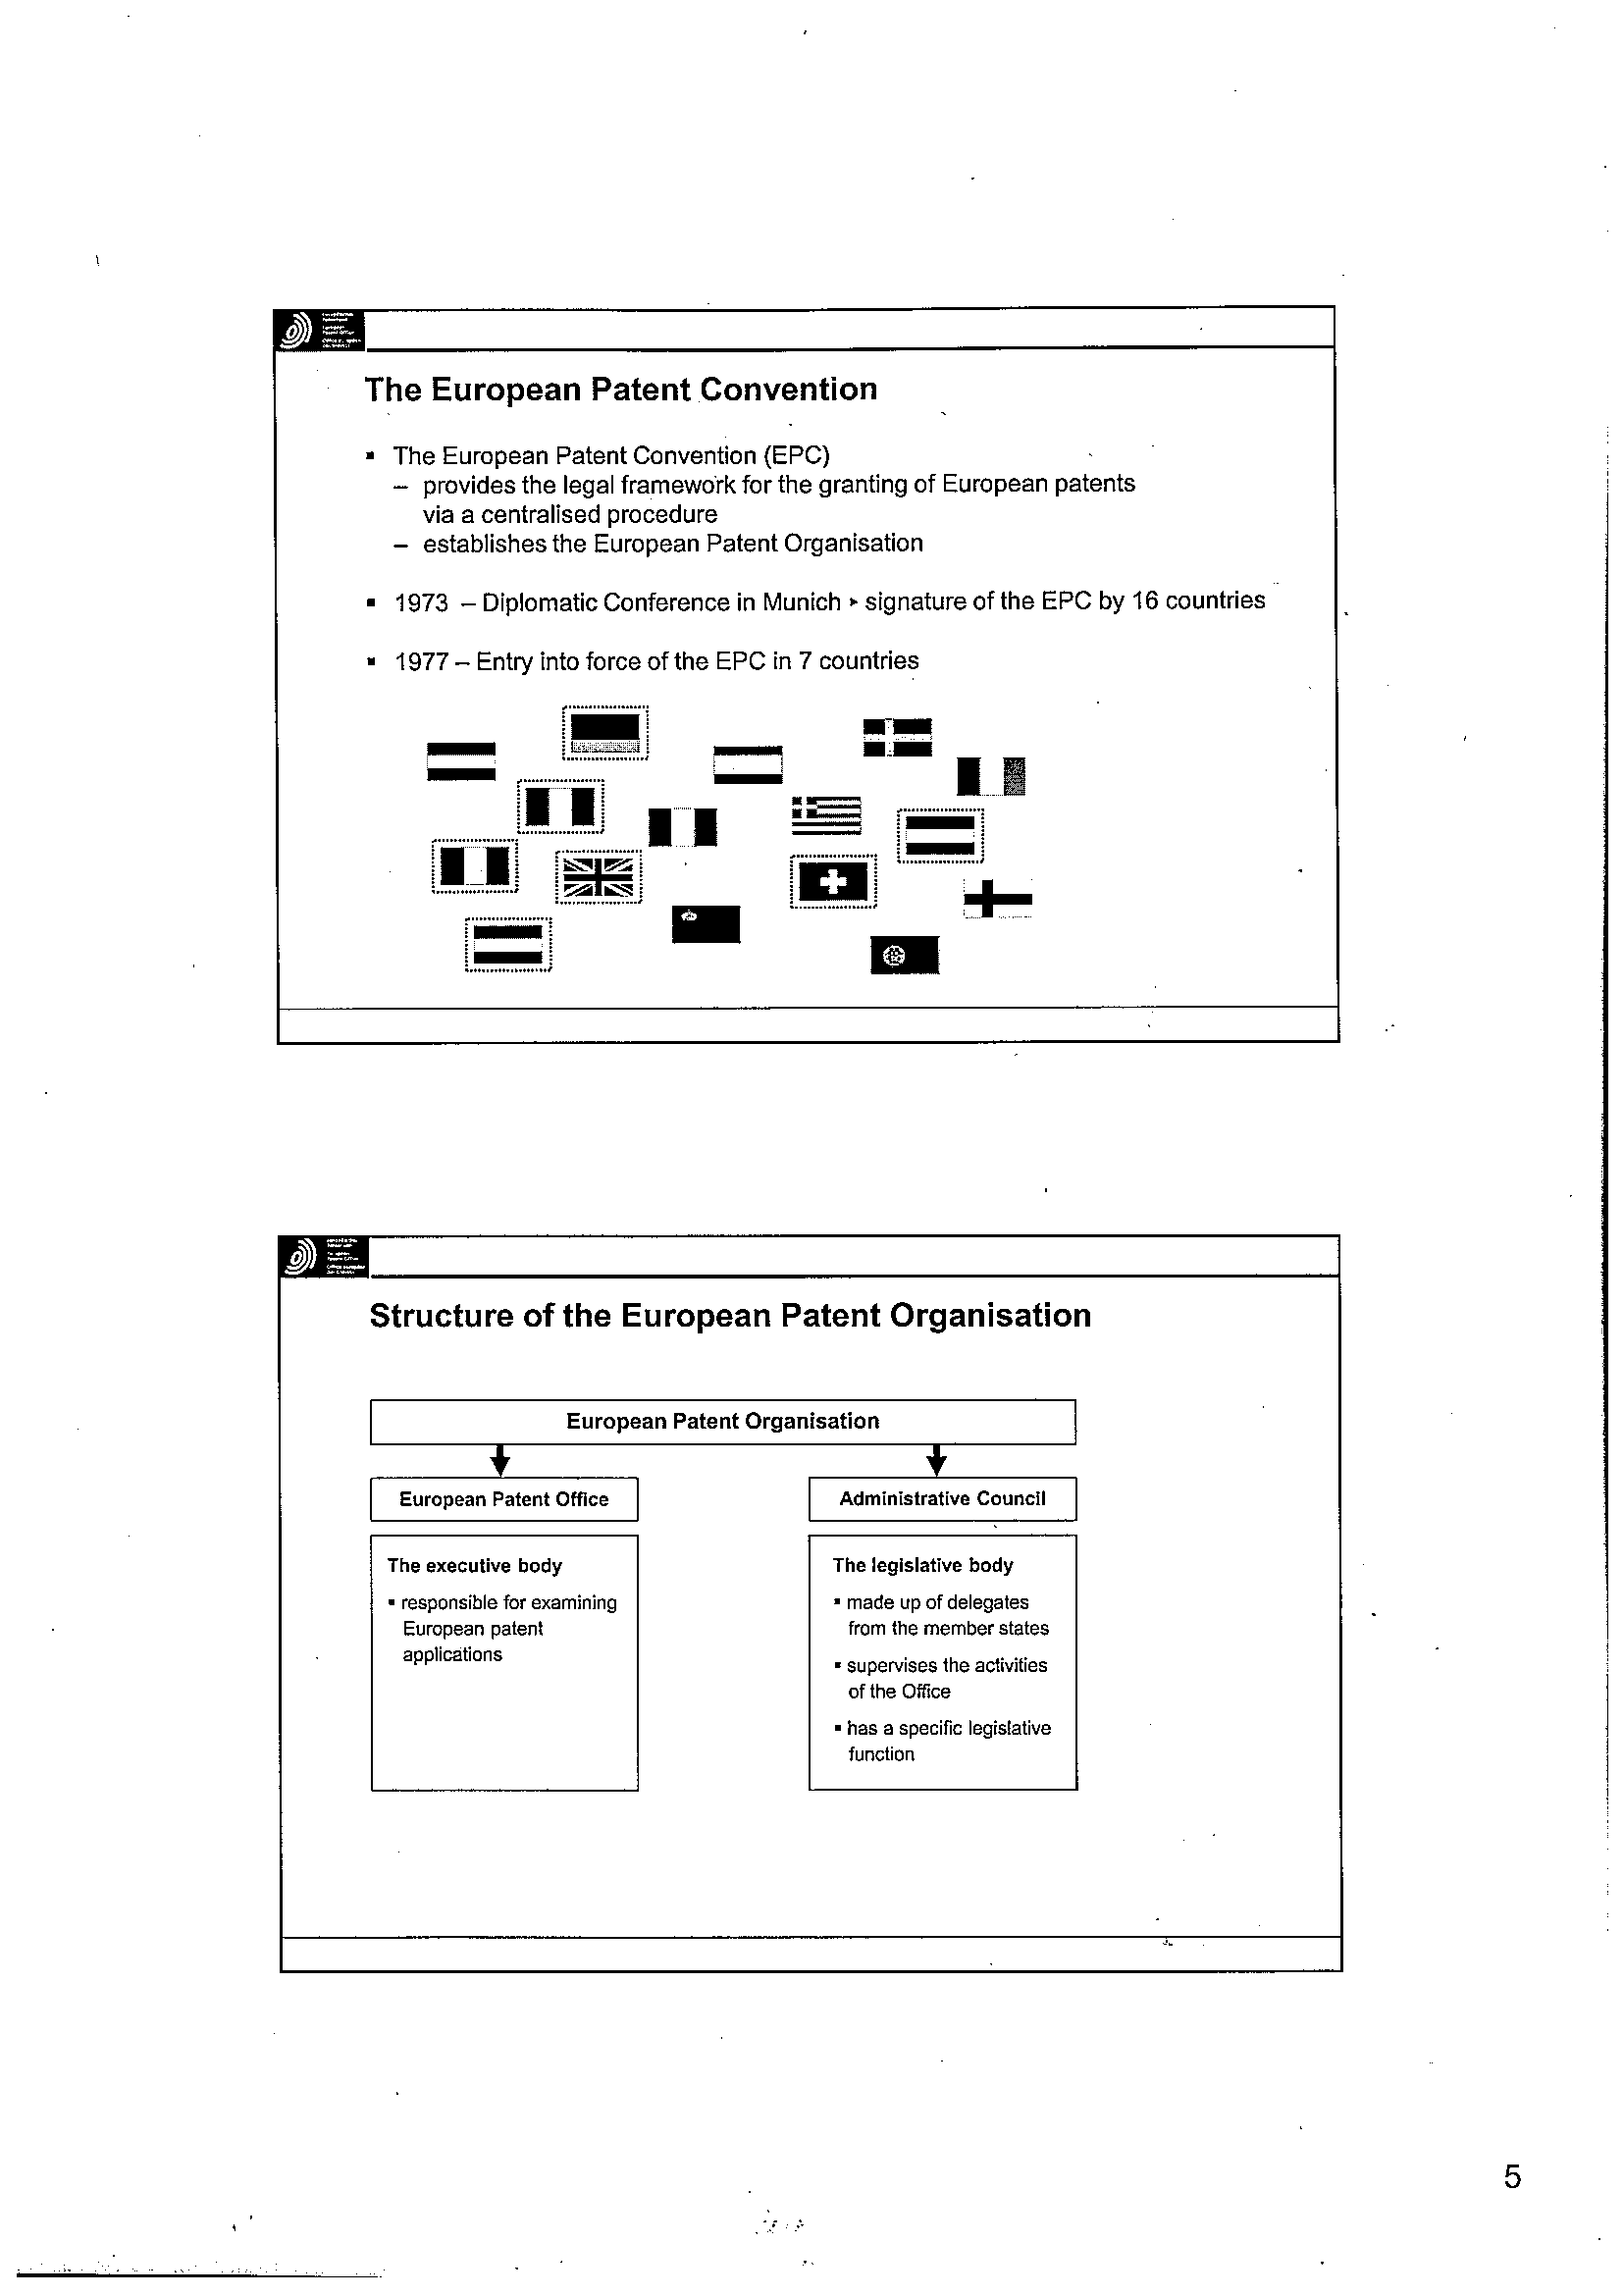 The European Patent Convention
▪ The European Patent Convention (EPC)
– provides the legal framework for the granting of European patents
via a centralised procedure
– establishes the European Patent Organisation
▪ 1973 – Diplomatic Conference in Munich ▸ signature of the EPC by 16 countries
▪ 1977 – Entry into force of the EPC in 7 countries
Structure of the European Patent Organisation
European Patent Organisation
European Patent Office
The executive body
▪ responsible for examining
European patent
applications
Administrative Council
The legislative body
▪ made up of delegates
from the member states
▪ supervises the activities
of the Office
▪ has a specific legislative
function
5